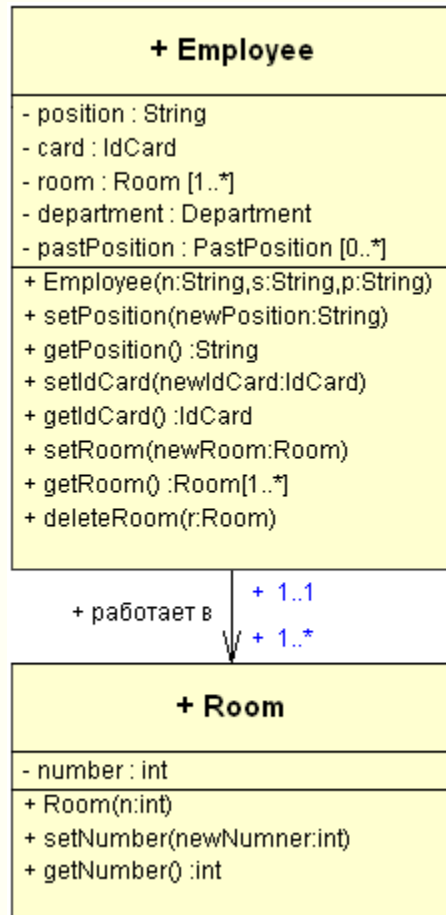 + Employee
- position : String
- card : IdCard
- room : Room [1..*]
- department : Department
- pastPosition : PastPosition [0..*]
+ Employee(n:String,s:String,p:String)
+ setPosition(newPosition:String)
+ getPosition() :String
+ setIdCard(newIdCard:IdCard)
+ getIdCard() :IdCard
+ setRoom(newRoom:Room)
+ getRoom() :Room[1..*]
+ deleteRoom(r:Room)
+ 1..1
+ работает в
+ 1..*
+ Room
- number : int
+ Room(n:int)
+ setNumber(newNumner:int)
+ getNumber() :int